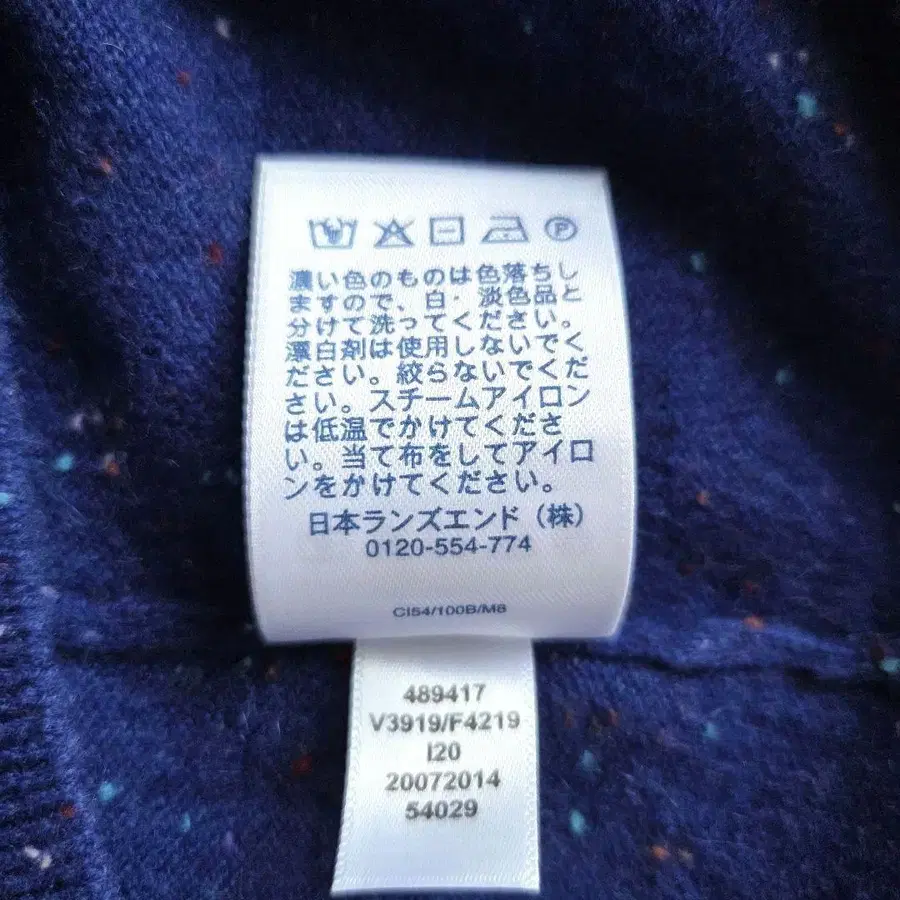 P
濃い色のものは色落ちし
ますので、白・淡色品と
分けて洗ってください。
漂白剤は使用しないでく
ださい。絞らないでくだ
さい。スチームアイロン
は低温でかけてくださ
い。当て布をしてアイロ
ンをかけてください。
日本ランズエンド（株）
0120-554-774
CI54/100B/M8
489417
V3919/F4219
I20
20072014
54029